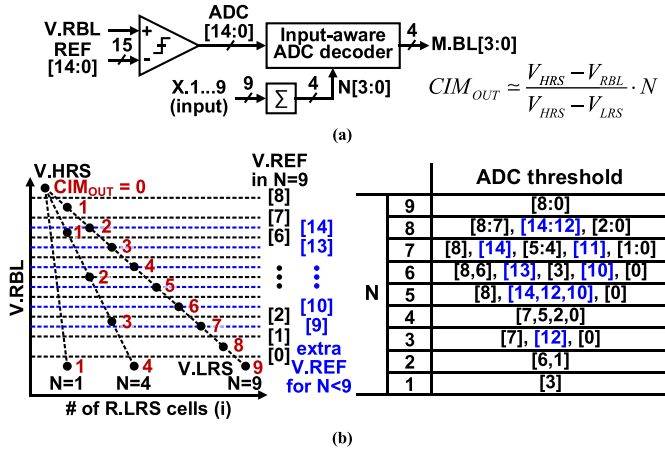 V.RBL
REF
[14:0]
15
+
-
ADC
[14:0]
Input-aware
ADC decoder
4
M.BL[3:0]
X.1...9
(input)
9
Σ
4
N[3:0]
CIM_OUT ≃ (V_HRS − V_RBL) / (V_HRS − V_LRS) · N
(a)
V.HRS
CIM_OUT = 0
V.REF
in N=9
[8]
[7]
[14]
[6]
[13]
[10]
[2]
[9]
[1]
[0]
extra
V.REF
for N<9
1 2 3 4 5 6 7 8 9
1 2 3 4
1
V.LRS
N=1
N=4
N=9
V.RBL
# of R.LRS cells (i)
ADC threshold
N
9 [8:0]
8 [8:7], [14:12], [2:0]
7 [8], [14], [5:4], [11], [1:0]
6 [8,6], [13], [3], [10], [0]
5 [8], [14,12,10], [0]
4 [7,5,2,0]
3 [7], [12], [0]
2 [6,1]
1 [3]
(b)